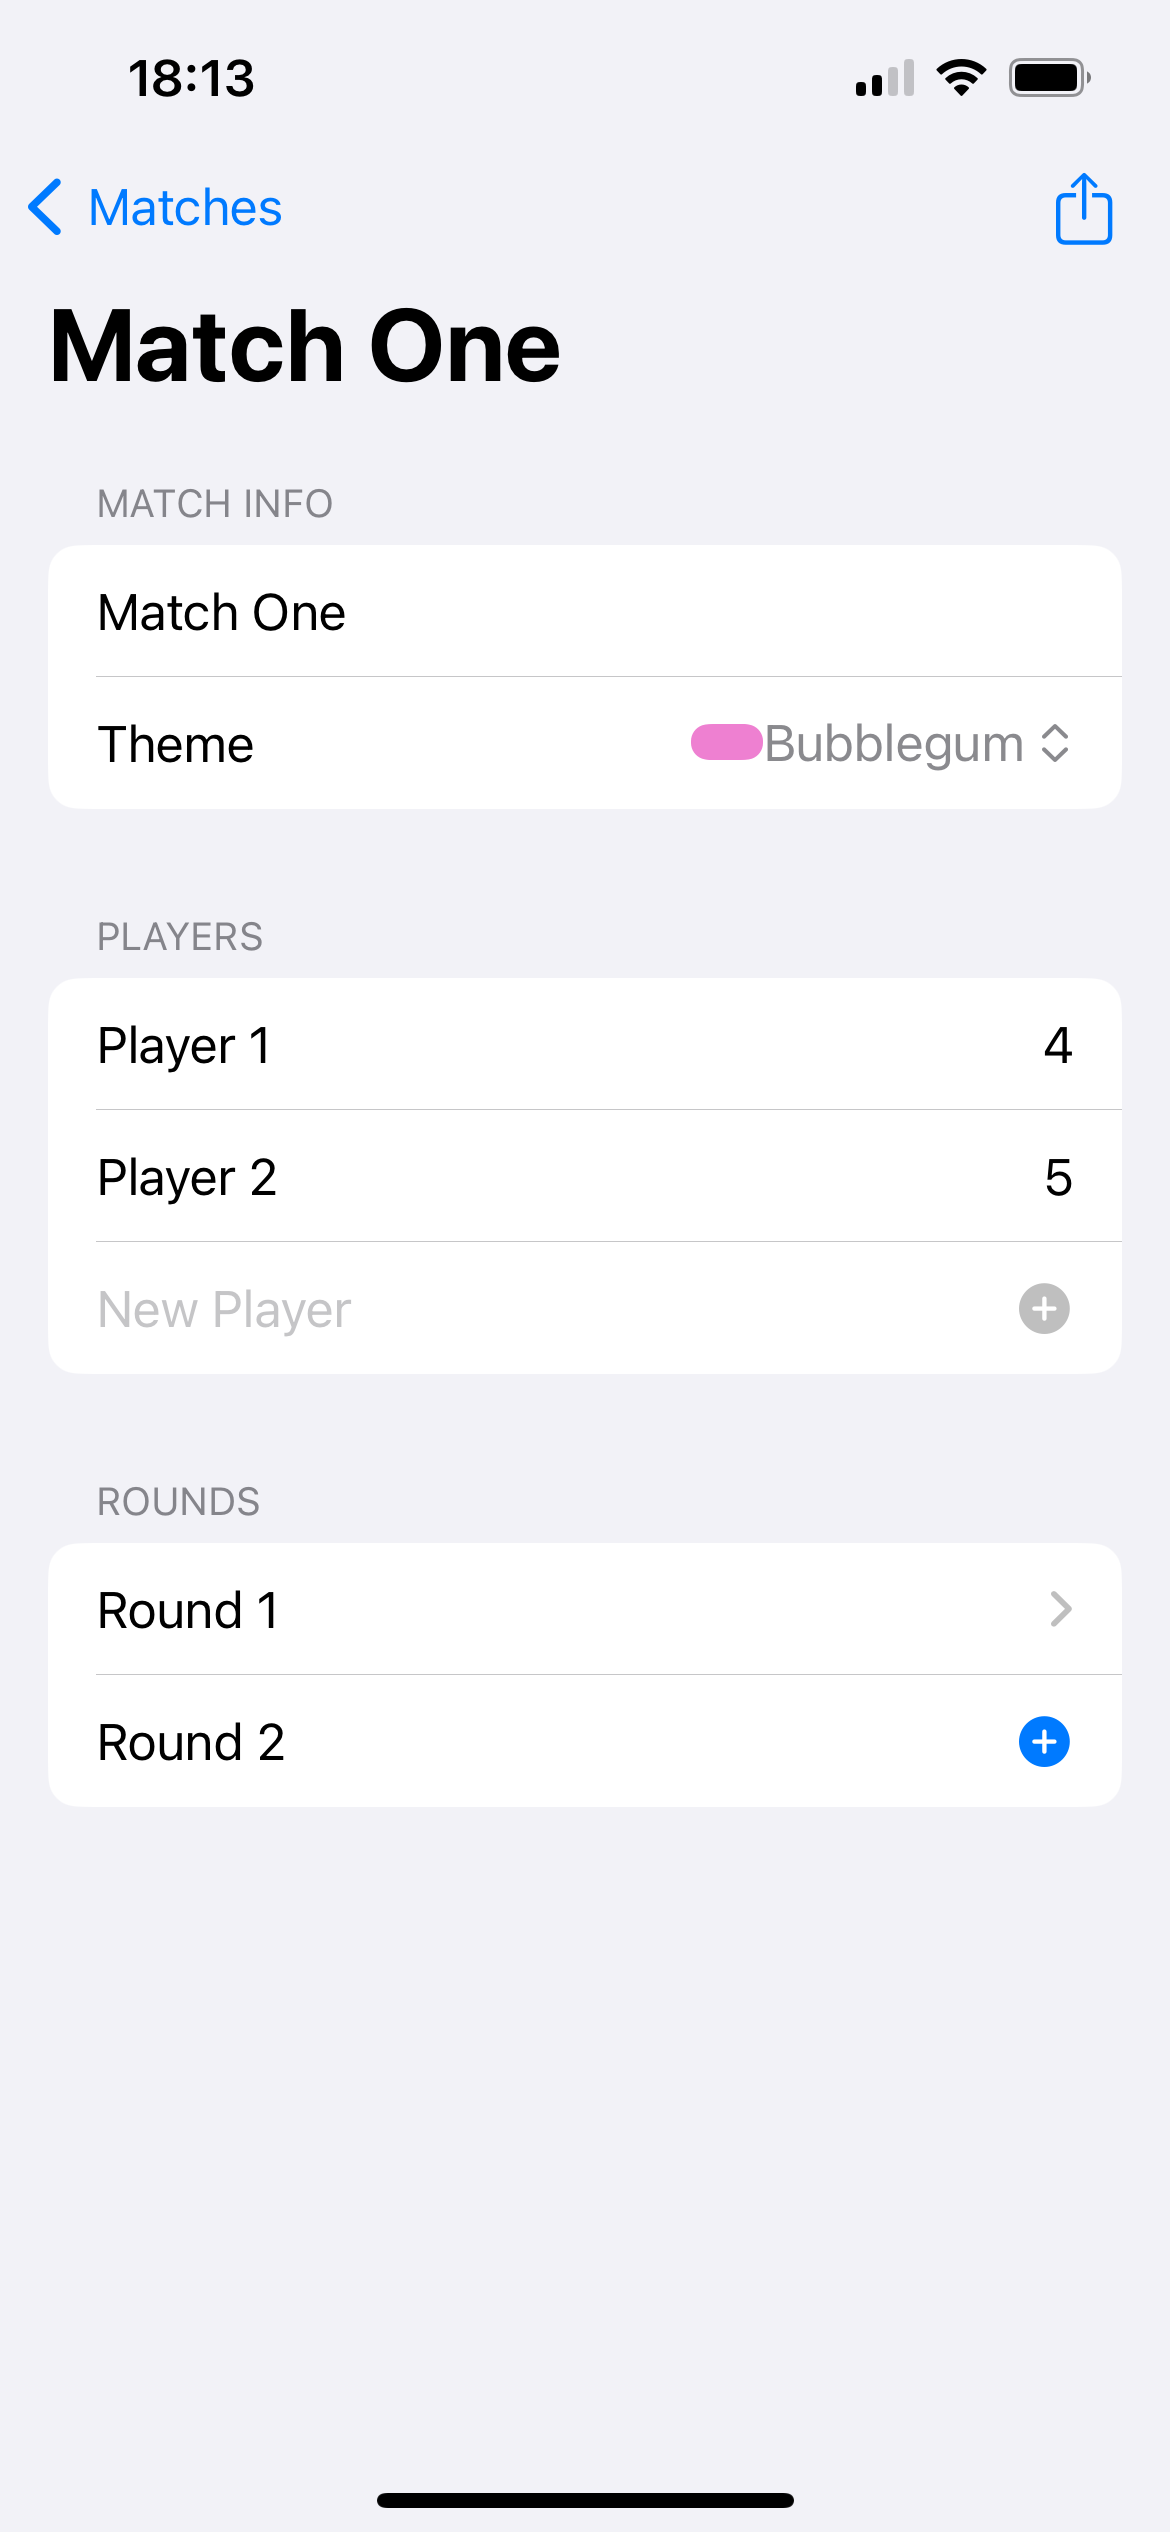 18:13
Matches
Match One
MATCH INFO
Match One
Theme Bubblegum
PLAYERS
Player 1 4
Player 2 5
New Player
ROUNDS
Round 1
Round 2